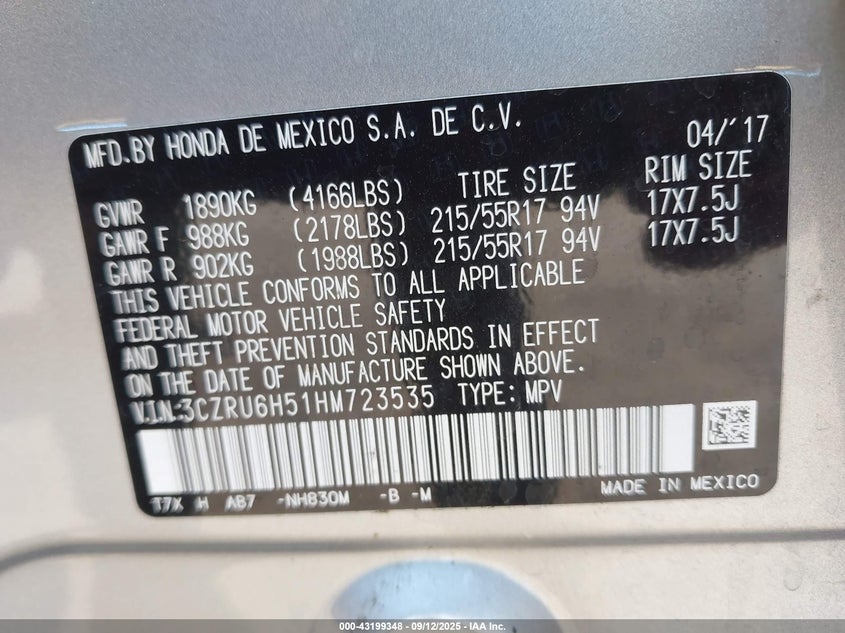 MFD.BY HONDA DE MEXICO S.A. DE C.V. 04/'17
GVWR 1890KG (4166LBS) TIRE SIZE RIM SIZE
GAWR F 988KG (2178LBS) 215/55R17 94V 17X7.5J
GAWR R 902KG (1988LBS) 215/55R17 94V 17X7.5J
THIS VEHICLE CONFORMS TO ALL APPLICABLE
FEDERAL MOTOR VEHICLE SAFETY
AND THEFT PREVENTION STANDARDS IN EFFECT
ON THE DATE OF MANUFACTURE SHOWN ABOVE.
V.I.N:3CZRU6H51HM723535 TYPE: MPV
T7X H AB7 -NH830M -B -M MADE IN MEXICO
000-43199348 - 09/12/2025 - IAA Inc.